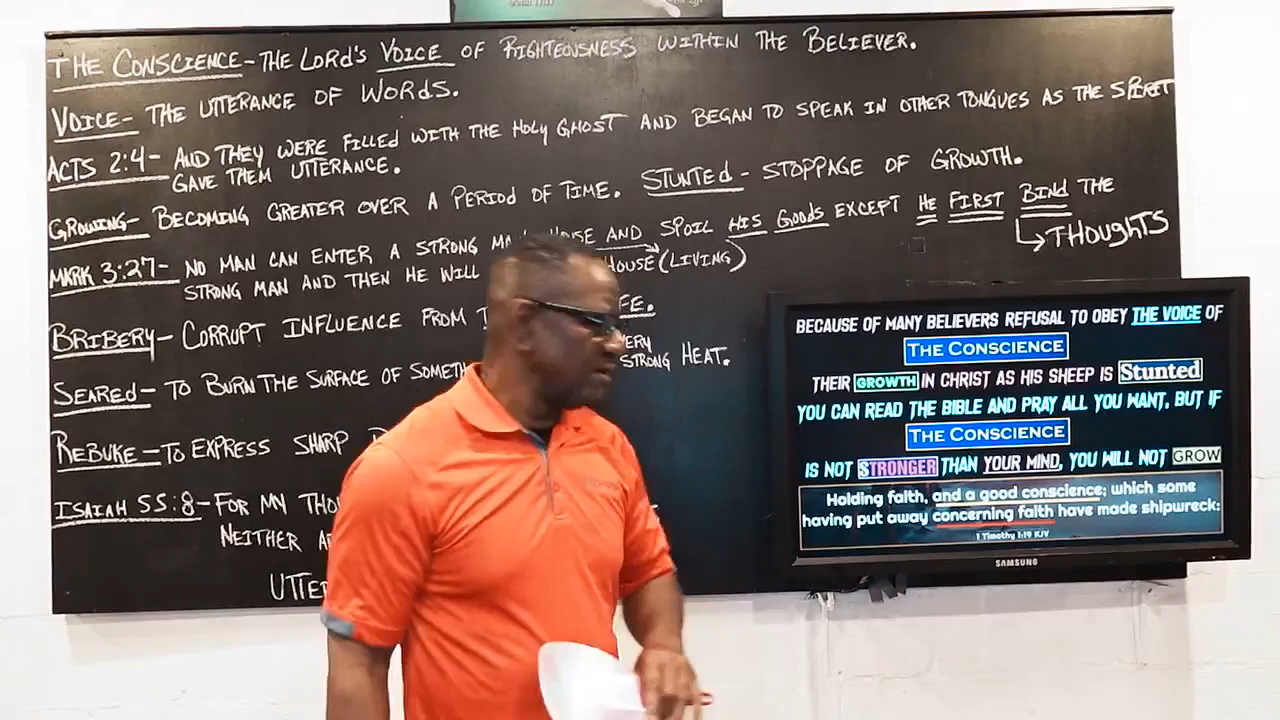 THE CONSCIENCE - THE LORD'S VOICE OF RIGHTEOUSNESS WITHIN THE BELIEVER.
VOICE - THE UTTERANCE OF WORDS.
ACTS 2:4 - AND THEY WERE FILLED WITH THE HOLY GHOST AND BEGAN TO SPEAK IN OTHER TONGUES AS THE SPIRIT
GAVE THEM UTTERANCE.
GROWING - BECOMING GREATER OVER A PERIOD OF TIME. STUNTED - STOPPAGE OF GROWTH.
MARK 3:27 - NO MAN CAN ENTER A STRONG AND SPOIL HIS GOODS EXCEPT HE FIRST BIND THE
THOUGHTS
STRONG MAN AND THEN HE WILL HOUSE (LIVING)
BRIBERY - CORRUPT INFLUENCE FROM
SEARED - TO BURN THE SURFACE OF STRONG HEAT.
REBUKE - TO EXPRESS SHARP
ISAIAH 55:8 - FOR MY
NEITHER
BECAUSE OF MANY BELIEVERS REFUSAL TO OBEY THE VOICE OF
THE CONSCIENCE
THEIR GROWTH IN CHRIST AS HIS SHEEP IS Stunted
YOU CAN READ THE BIBLE AND PRAY ALL YOU WANT, BUT IF
THE CONSCIENCE
IS NOT STRONGER THAN YOUR MIND, YOU WILL NOT GROW
Holding faith, and a good conscience; which some
having put away concerning faith have made shipwreck:
1 Timothy 1:19 KJV
SAMSUNG